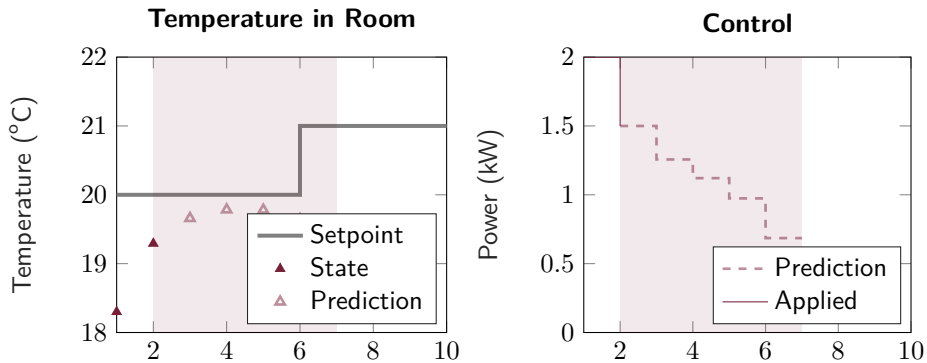 Temperature in Room
Temperature (°C)
22
21
20
19
18
2 4 6 8 10
Setpoint
State
Prediction
Control
Power (kW)
2
1.5
1
0.5
0
2 4 6 8 10
Prediction
Applied